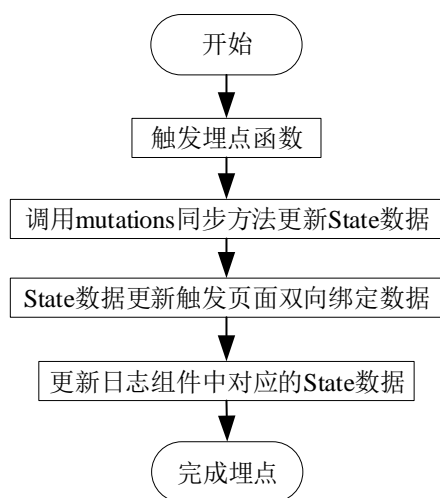 开始
触发埋点函数
调用mutations同步方法更新State数据
State数据更新触发页面双向绑定数据
更新日志组件中对应的State数据
完成埋点